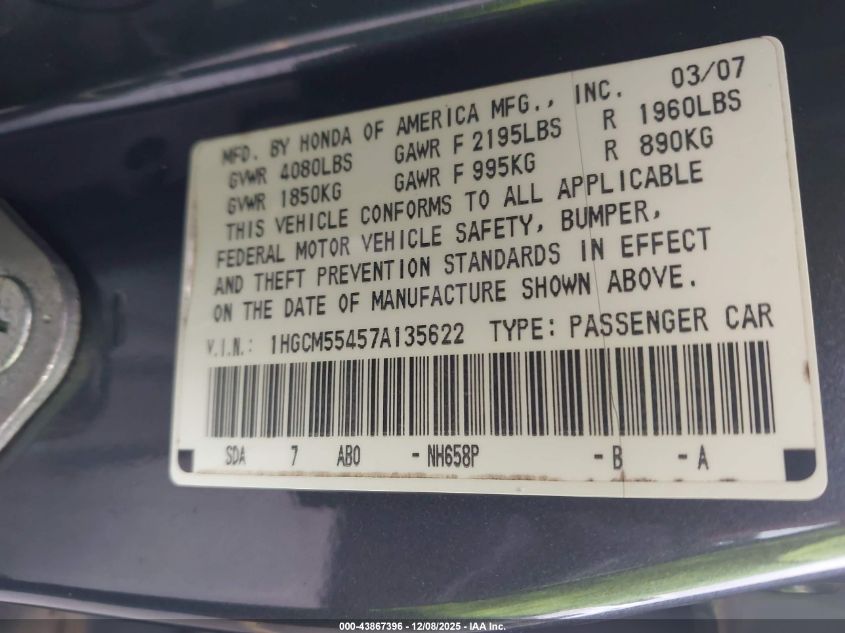 MFD. BY HONDA OF AMERICA MFG., INC. 03/07
GVWR 4080LBS GAWR F 2195LBS R 1960LBS
GVWR 1850KG GAWR F 995KG R 890KG
THIS VEHICLE CONFORMS TO ALL APPLICABLE
FEDERAL MOTOR VEHICLE SAFETY, BUMPER,
AND THEFT PREVENTION STANDARDS IN EFFECT
ON THE DATE OF MANUFACTURE SHOWN ABOVE.
V.I.N.: 1HGCM55457A135622 TYPE: PASSENGER CAR
SDA 7 AB0 - NH658P - B - A
000-43867396 - 12/08/2025 - IAA Inc.